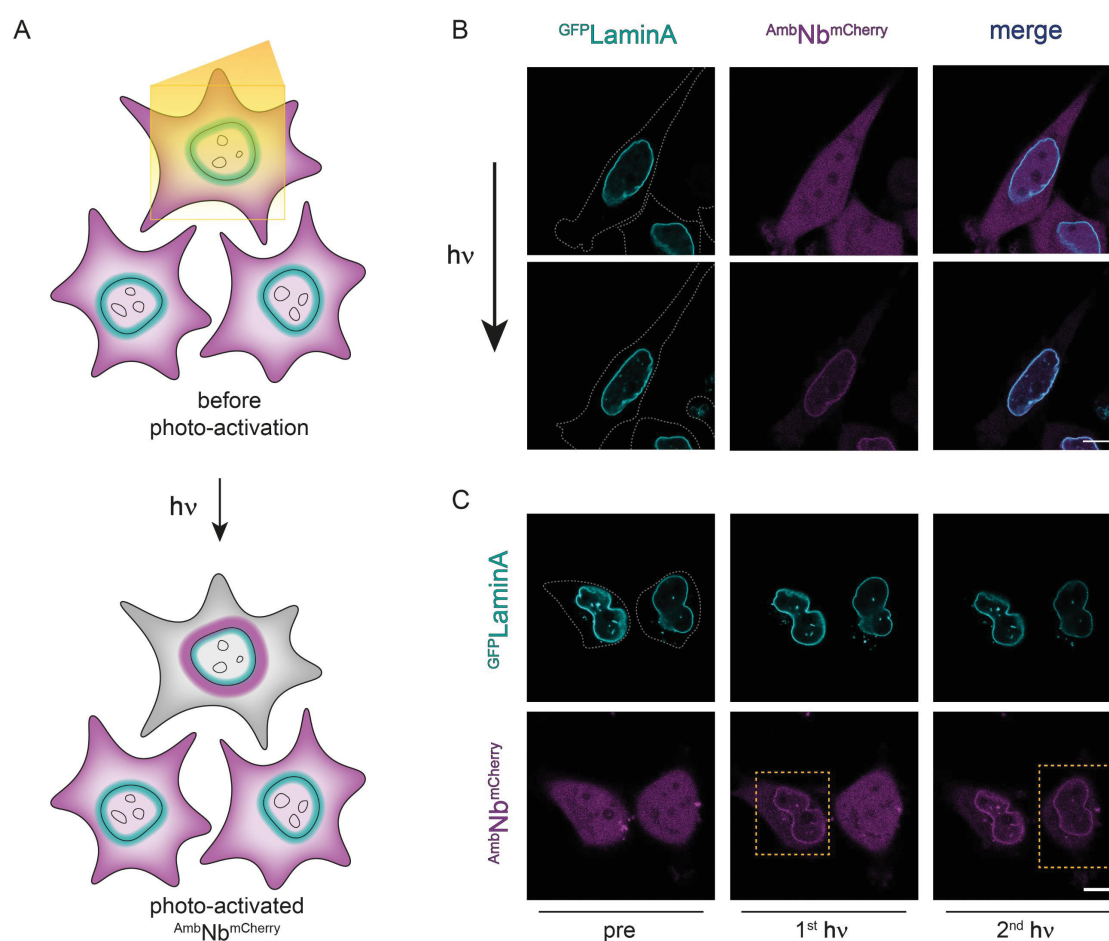 A
before
photo-activation
hν
photo-activated
AmbNbmCherry
B
GFPLaminA
AmbNbmCherry
merge
hν
C
GFPLaminA
AmbNbmCherry
pre
1st hν
2nd hν